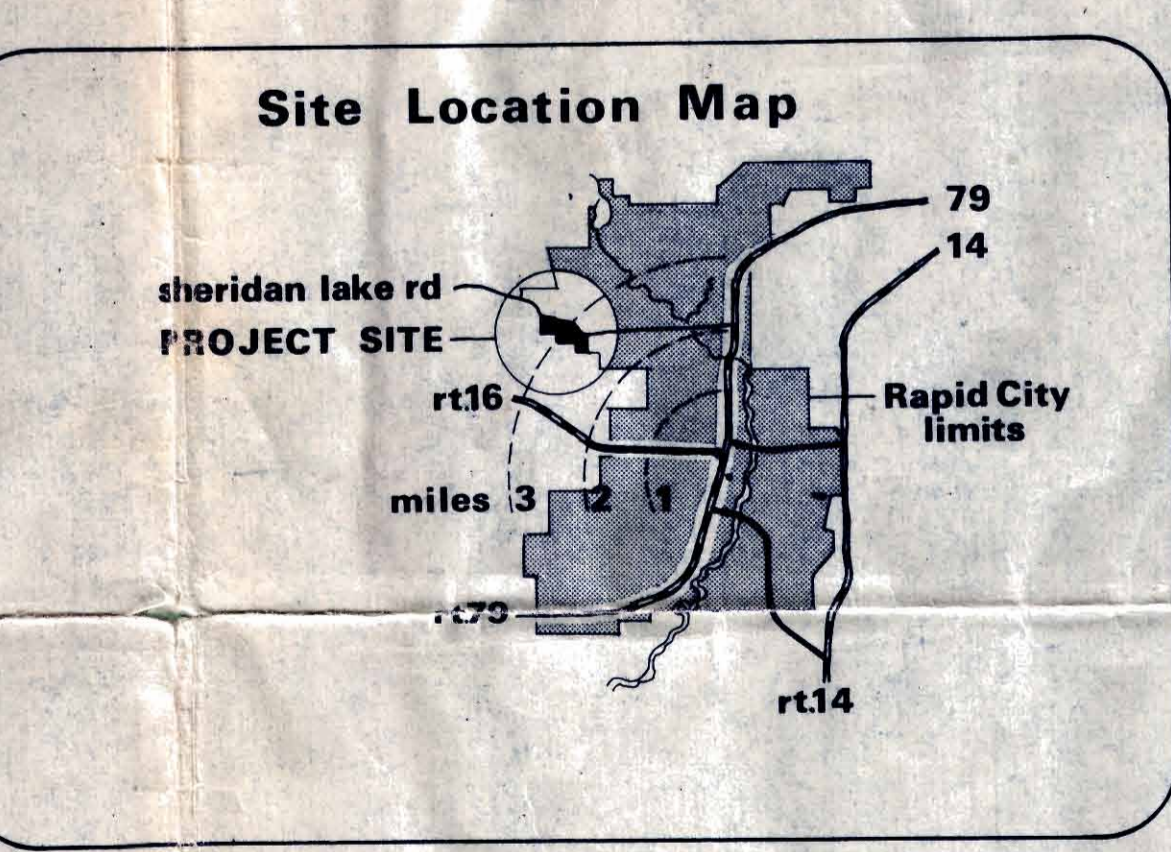 Site Location Map
79
14
sheridan lake rd
PROJECT SITE
rt.16
Rapid City
limits
miles 3 2 1
rt.79
rt.14